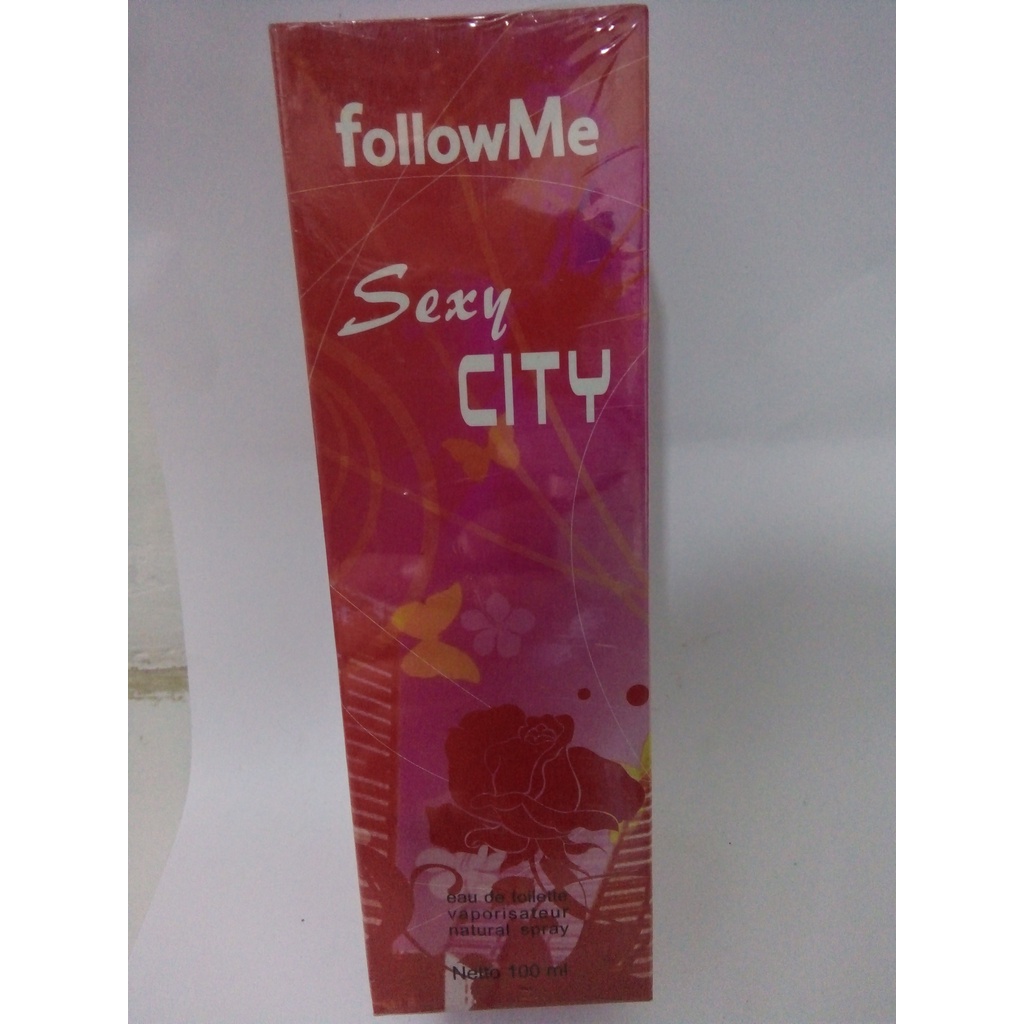 followMe
Sexy
CITY
eau de toilette
vaporisateur
natural spray
Netto 100 ml